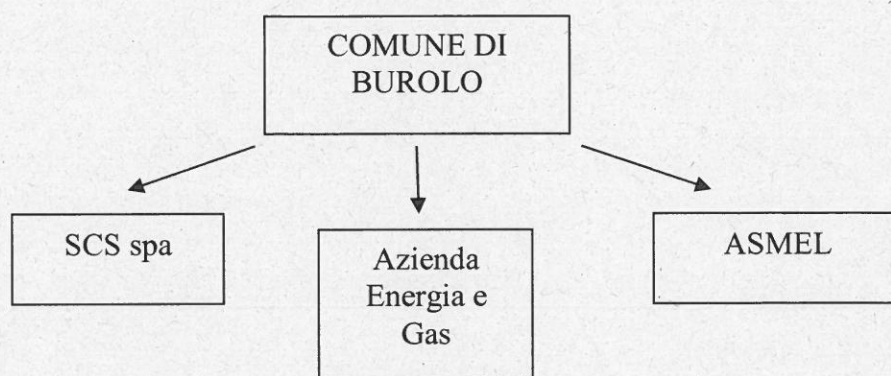 COMUNE DI
BUROLO
SCS spa
Azienda
Energia e
Gas
ASMEL